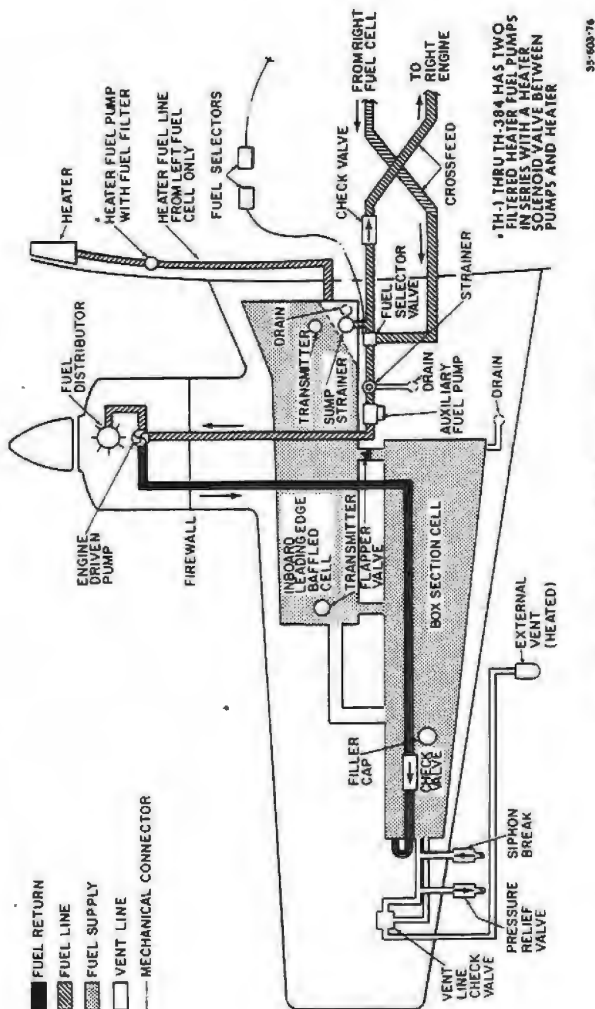 FUEL RETURN
FUEL LINE
FUEL SUPPLY
VENT LINE
MECHANICAL CONNECTOR
ENGINE
DRIVEN
PUMP
FUEL
DISTRIBUTOR
FIREWALL
HEATER
HEATER FUEL PUMP
WITH FUEL FILTER
HEATER FUEL LINE
FROM LEFT FUEL
CELL ONLY
FUEL SELECTORS
INBOARD
LEADING EDGE
BAFFLED
CELL
TRANSMITTER
FLAPPER
VALVE
TRANSMITTER
SUMP
STRAINER
DRAIN
CHECK VALVE
FROM RIGHT
FUEL CELL
TO
RIGHT
ENGINE
CROSSFEED
FUEL
SELECTOR
VALVE
STRAINER
DRAIN
AUXILIARY
FUEL PUMP
DRAIN
BOX SECTION CELL
FILLER
CAP
CHECK
VALVE
EXTERNAL
VENT
(HEATED)
SIPHON
BREAK
PRESSURE
RELIEF
VALVE
VENT
LINE
CHECK
VALVE
* TH-1 THRU TH-384 HAS TWO
FILTERED HEATER FUEL PUMPS
IN SERIES WITH A HEATER
SOLENOID VALVE BETWEEN
PUMPS AND HEATER
35-603-76